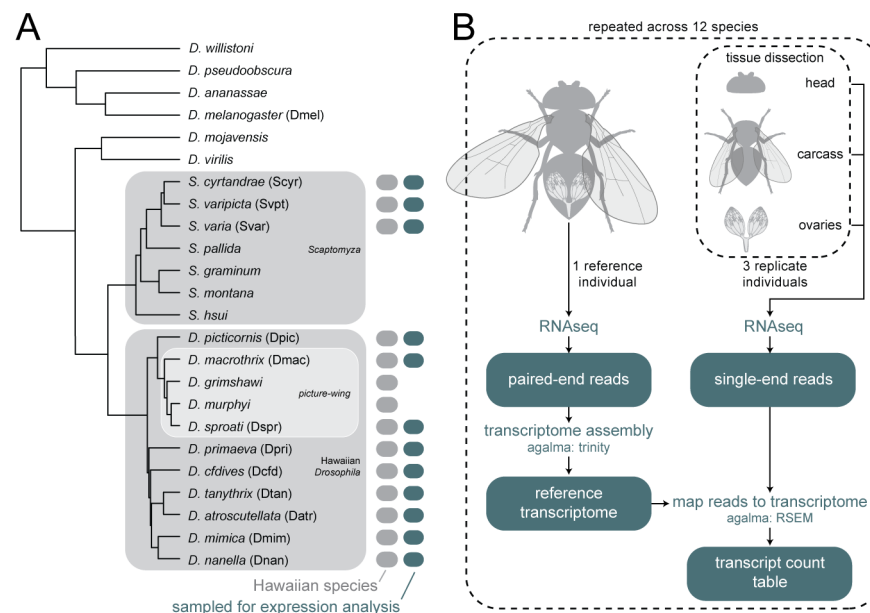 A
D. willistoni
D. pseudoobscura
D. ananassae
D. melanogaster (Dmel)
D. mojavensis
D. virilis
S. cyrtandrae (Scyr)
S. varipicta (Svpt)
S. varia (Svar)
S. pallida
Scaptomyza
S. graminum
S. montana
S. hsui
D. picticornis (Dpic)
D. macrothrix (Dmac)
D. grimshawi
picture-wing
D. murphyi
D. sproati (Dspr)
D. primaeva (Dpri)
D. cfdives (Dcfd)
Hawaiian
Drosophila
D. tanythrix (Dtan)
D. atroscutellata (Datr)
D. mimica (Dmim)
D. nanella (Dnan)
Hawaiian species
sampled for expression analysis
B
repeated across 12 species
tissue dissection
head
carcass
ovaries
1 reference
individual
3 replicate
individuals
RNAseq
RNAseq
paired-end reads
single-end reads
transcriptome assembly
agalma: trinity
reference
transcriptome
map reads to transcriptome
agalma: RSEM
transcript count
table